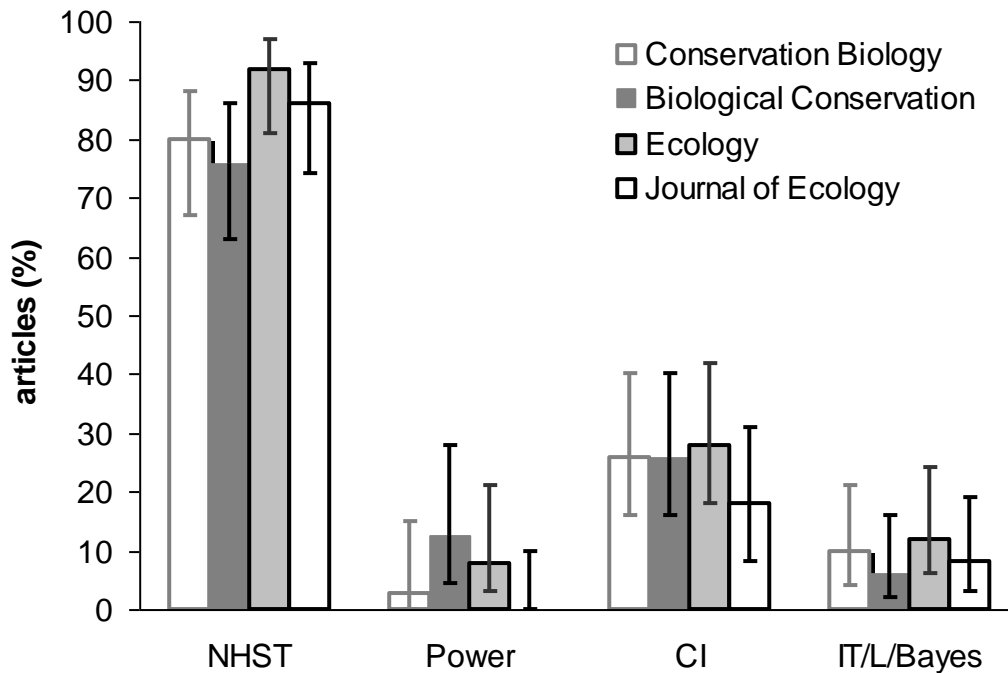 100
90
80
70
60
50
40
30
20
10
0
articles (%)
Conservation Biology
Biological Conservation
Ecology
Journal of Ecology
NHST
Power
CI
IT/L/Bayes